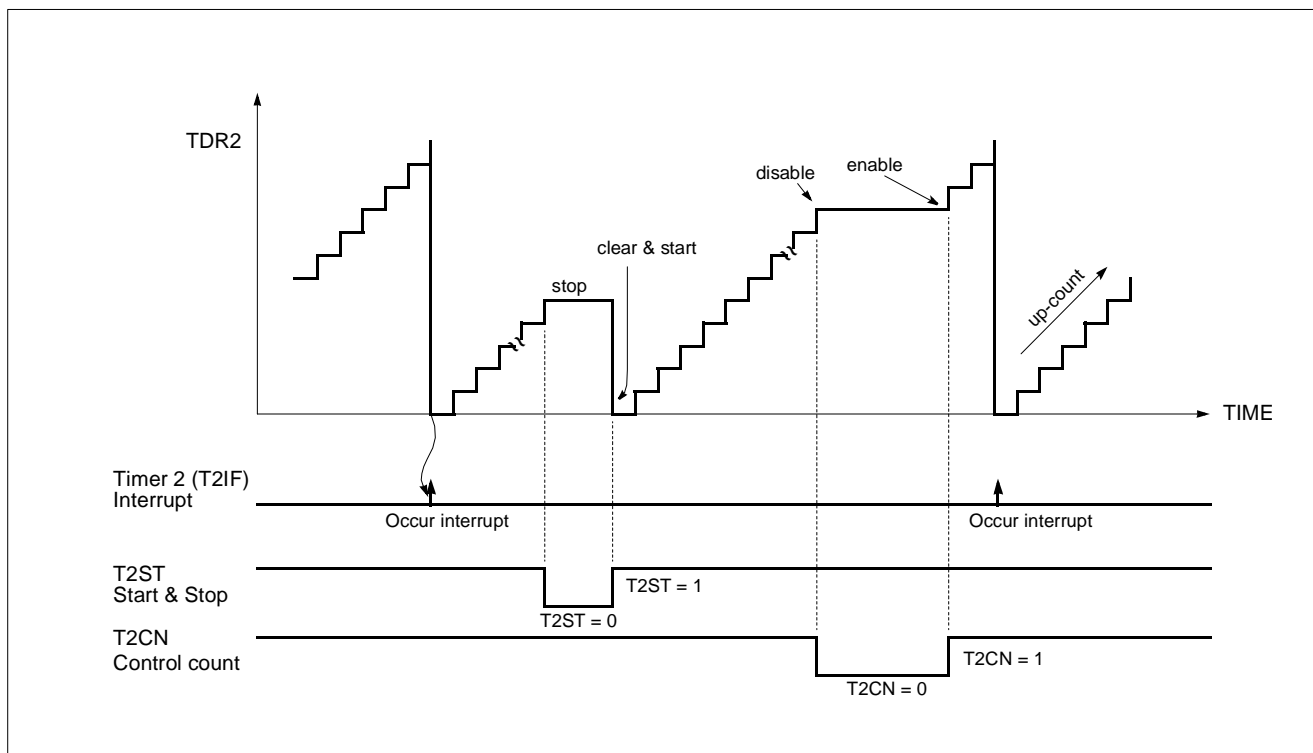 TDR2
disable
enable
clear & start
stop
up-count
TIME
Timer 2 (T2IF)
Interrupt
Occur interrupt
Occur interrupt
T2ST
Start & Stop
T2ST = 1
T2ST = 0
T2CN
Control count
T2CN = 1
T2CN = 0